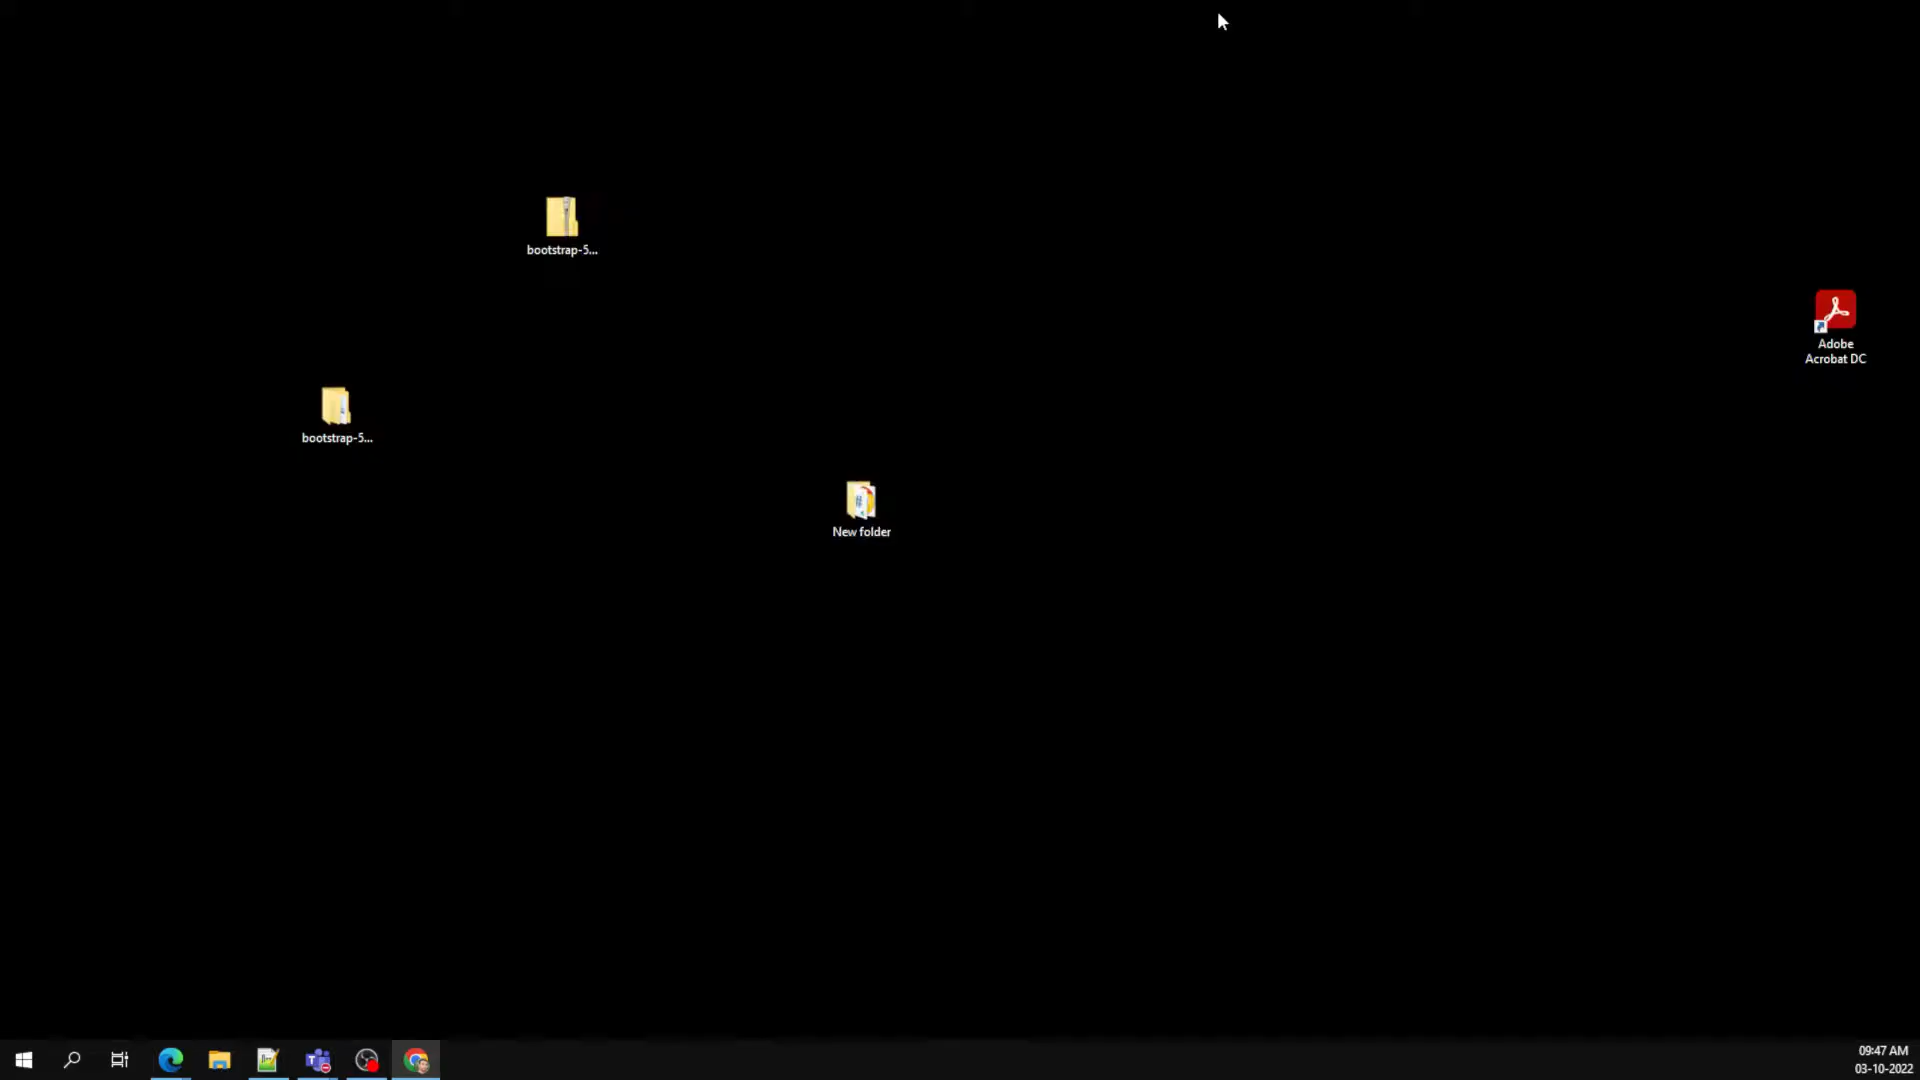 bootstrap-5...
Adobe
Acrobat DC
bootstrap-5...
New folder
09:47 AM
03-10-2022